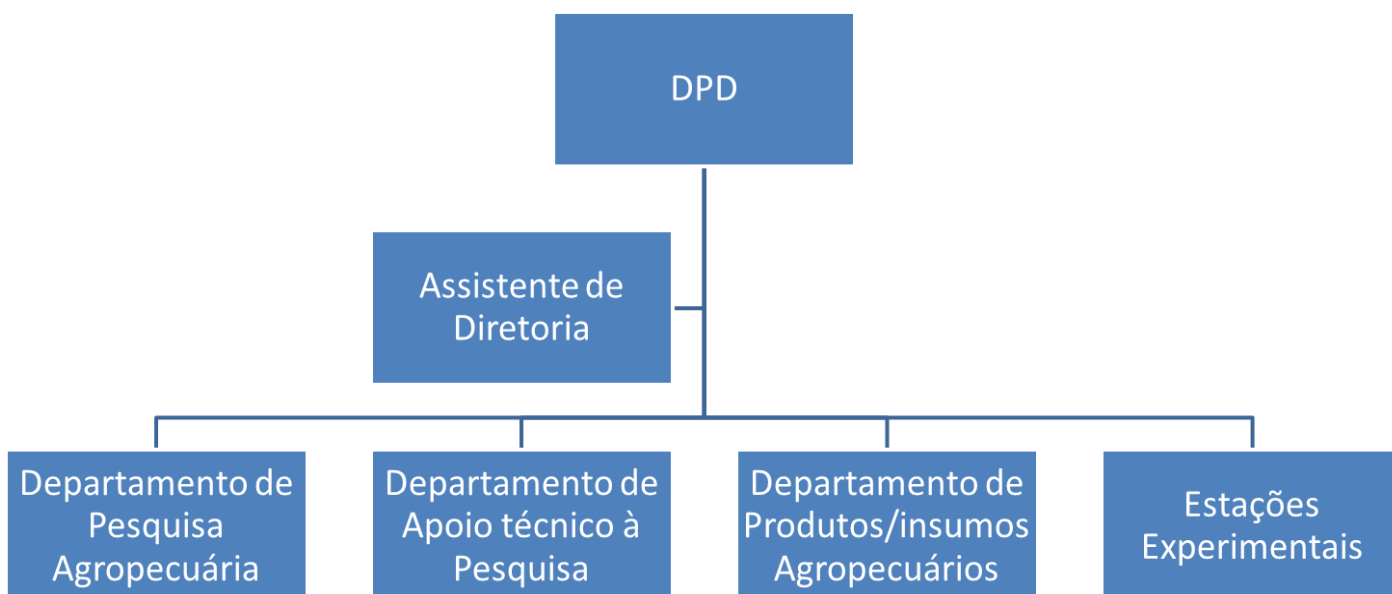 DPD
Assistente de
Diretoria
Departamento de
Pesquisa
Agropecuária
Departamento de
Apoio técnico à
Pesquisa
Departamento de
Produtos/insumos
Agropecuários
Estações
Experimentais